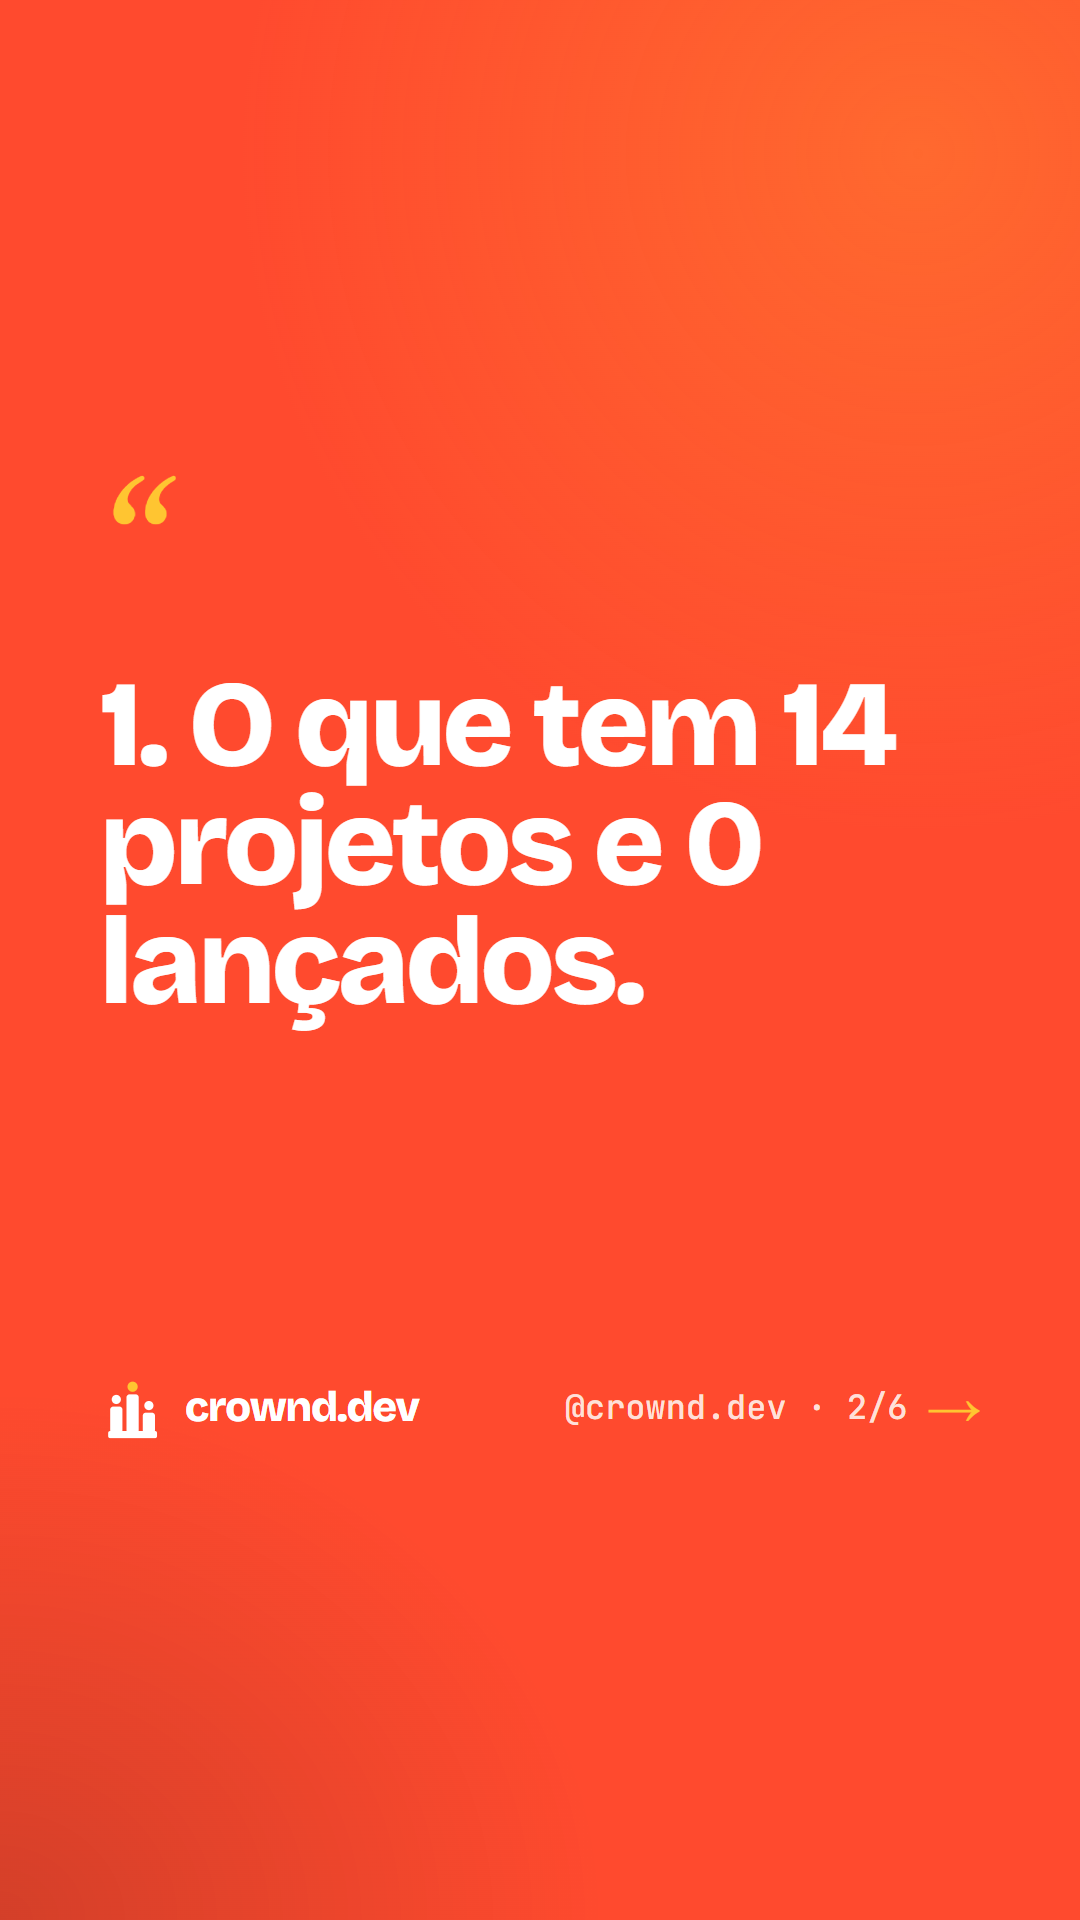 “
1. O que tem 14
projetos e 0
lançados.
crownd.dev
@crownd.dev · 2/6 →